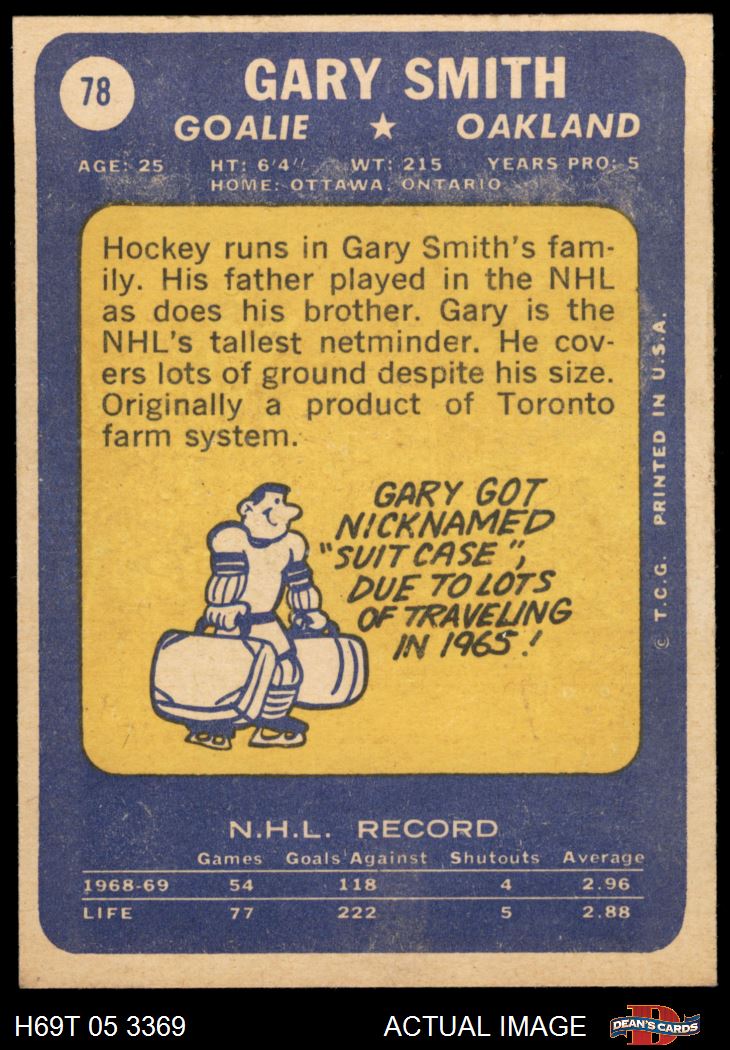 78
GARY SMITH
GOALIE ★ OAKLAND
AGE: 25 HT: 6'4" WT: 215 YEARS PRO: 5
HOME: OTTAWA, ONTARIO
Hockey runs in Gary Smith's fam-
ily. His father played in the NHL
as does his brother. Gary is the
NHL's tallest netminder. He cov-
ers lots of ground despite his size.
Originally a product of Toronto
farm system.
GARY GOT
NICKNAMED
"SUITCASE",
DUE TO LOTS
OF TRAVELING
IN 1965!
© T.C.G. PRINTED IN U.S.A.
N.H.L. RECORD
Games Goals Against Shutouts Average
1968-69 54 118 4 2.96
LIFE 77 222 5 2.88
H69T 05 3369 ACTUAL IMAGE
DEAN'S CARDS